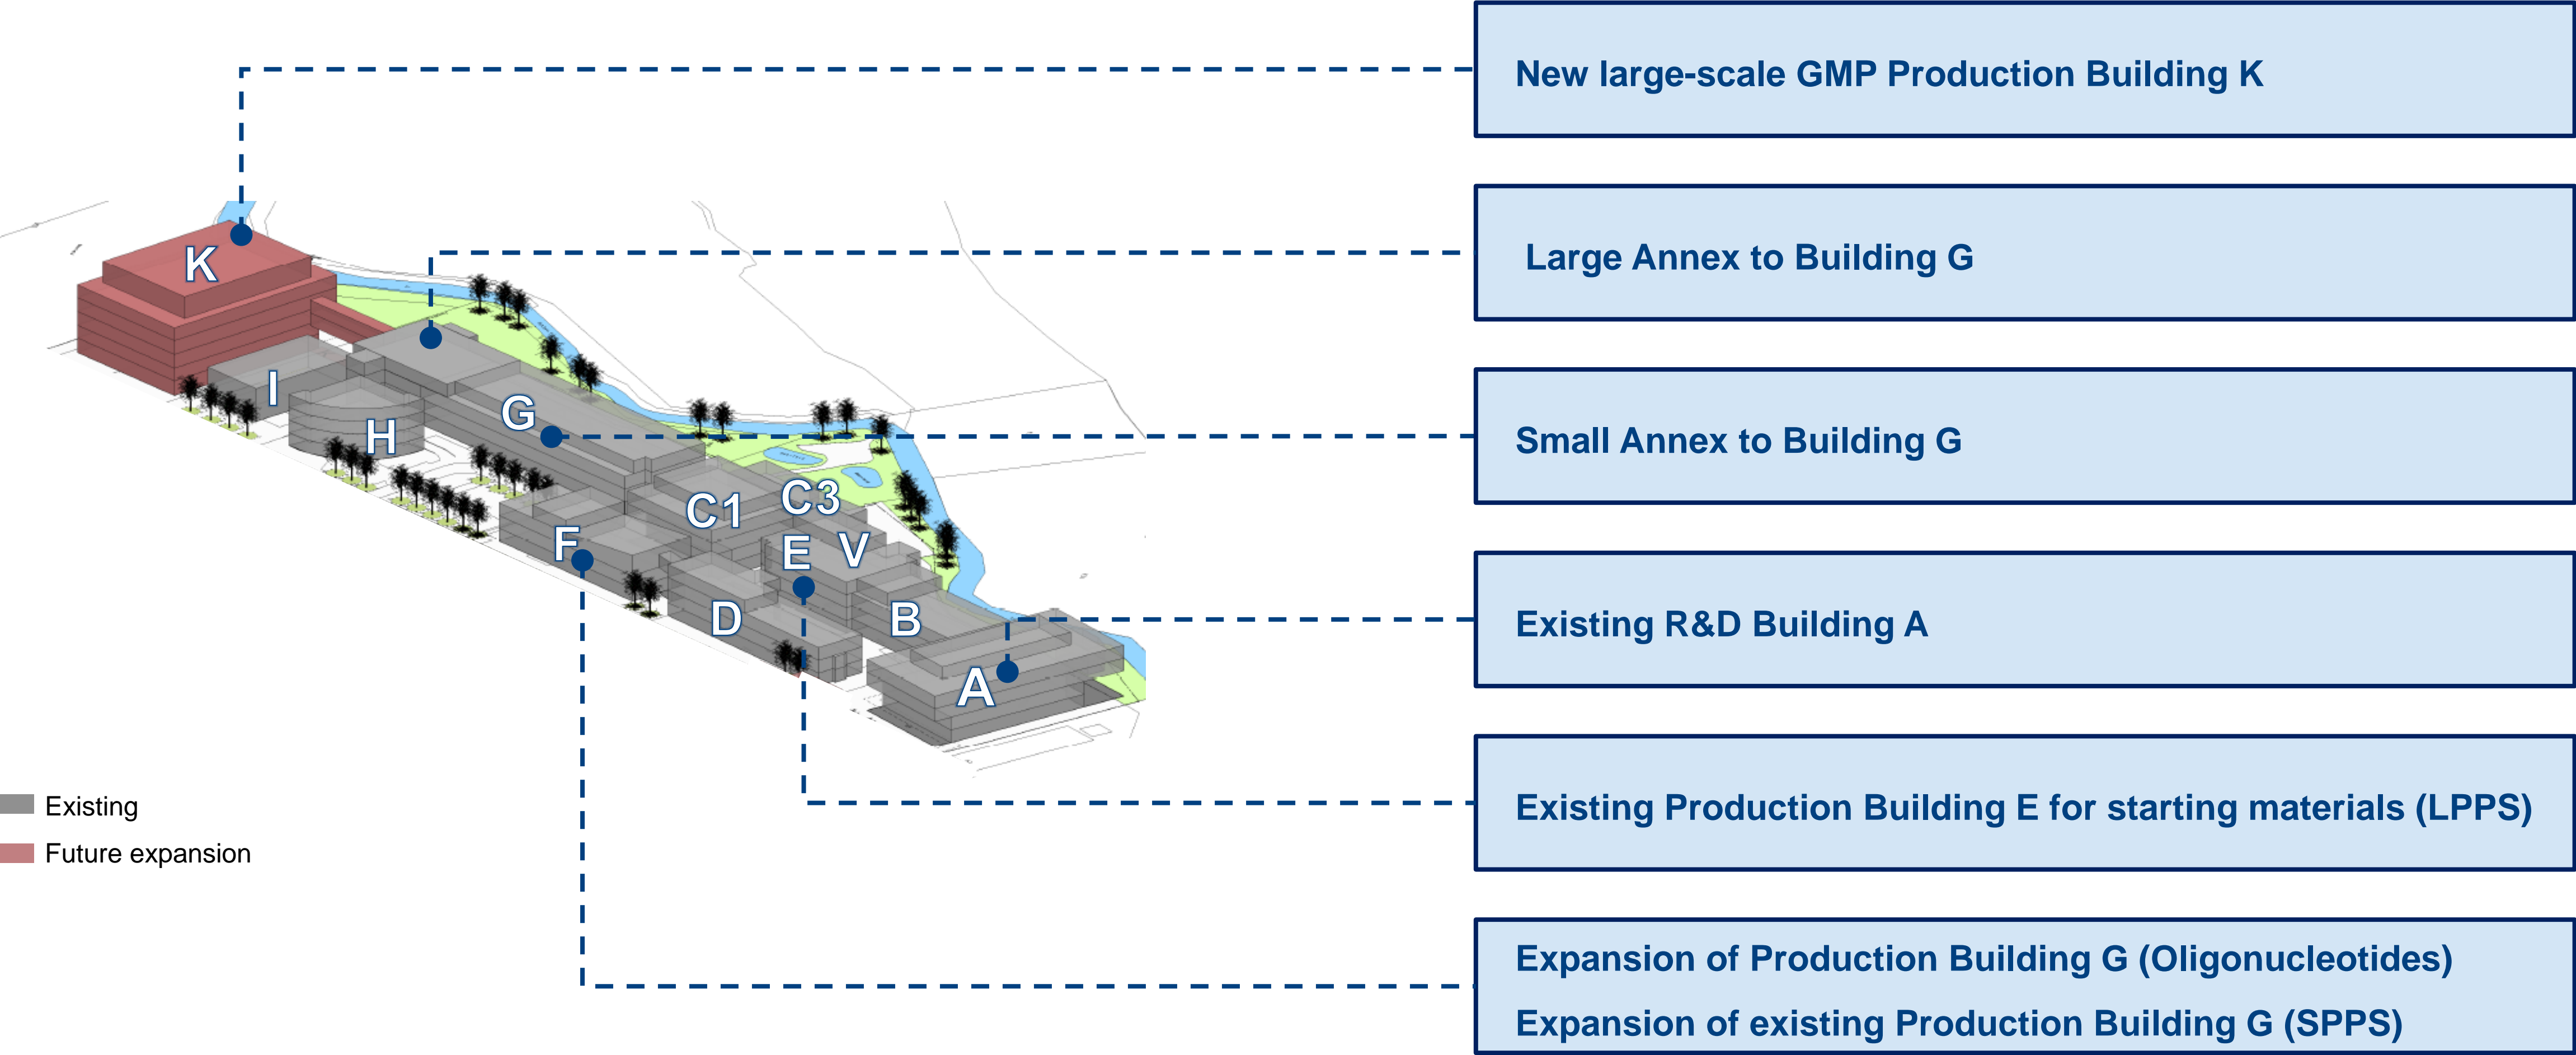 New large-scale GMP Production Building K
Large Annex to Building G
Small Annex to Building G
Existing R&D Building A
Existing Production Building E for starting materials (LPPS)
Expansion of Production Building G (Oligonucleotides)
Expansion of existing Production Building G (SPPS)
K
I
H
G
C1
C3
F
E
V
D
B
A
Existing
Future expansion